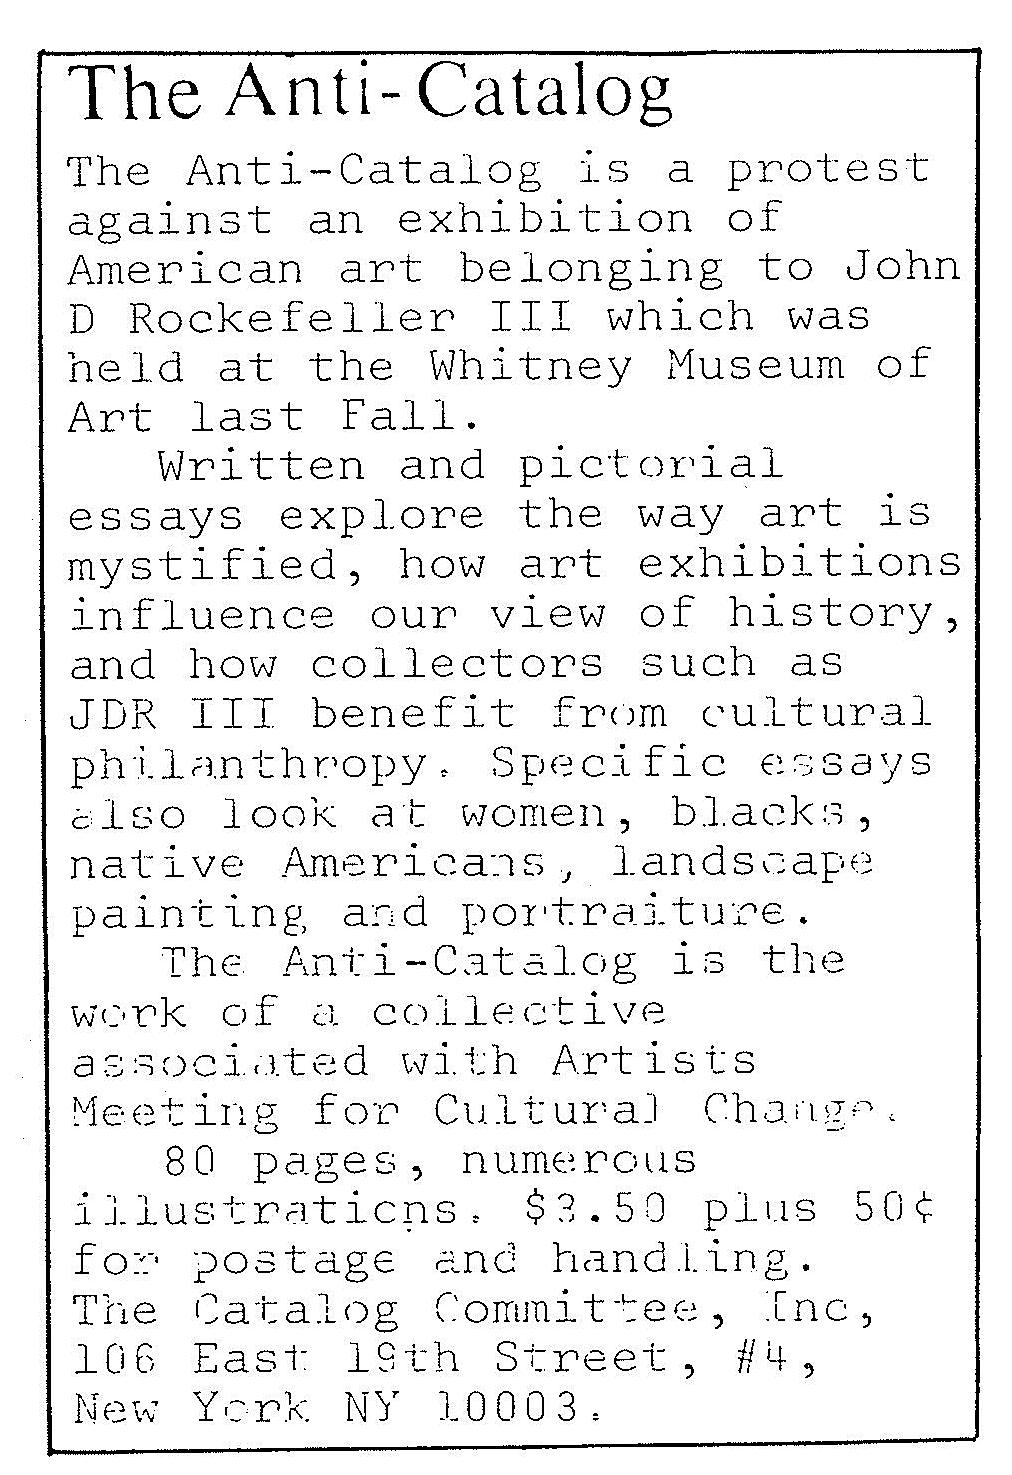 The Anti-Catalog
The Anti-Catalog is a protest
against an exhibition of
American art belonging to John
D Rockefeller III which was
held at the Whitney Museum of
Art last Fall.
Written and pictorial
essays explore the way art is
mystified, how art exhibitions
influence our view of history,
and how collectors such as
JDR III benefit from cultural
philanthropy. Specific essays
also look at women, blacks,
native Americans, landscape
painting and portraiture.
The Anti-Catalog is the
work of a collective
associated with Artists
Meeting for Cultural Change.
80 pages, numerous
illustrations. $3.50 plus 50¢
for postage and handling.
The Catalog Committee, Inc,
106 East 19th Street, #4,
New York NY 10003.